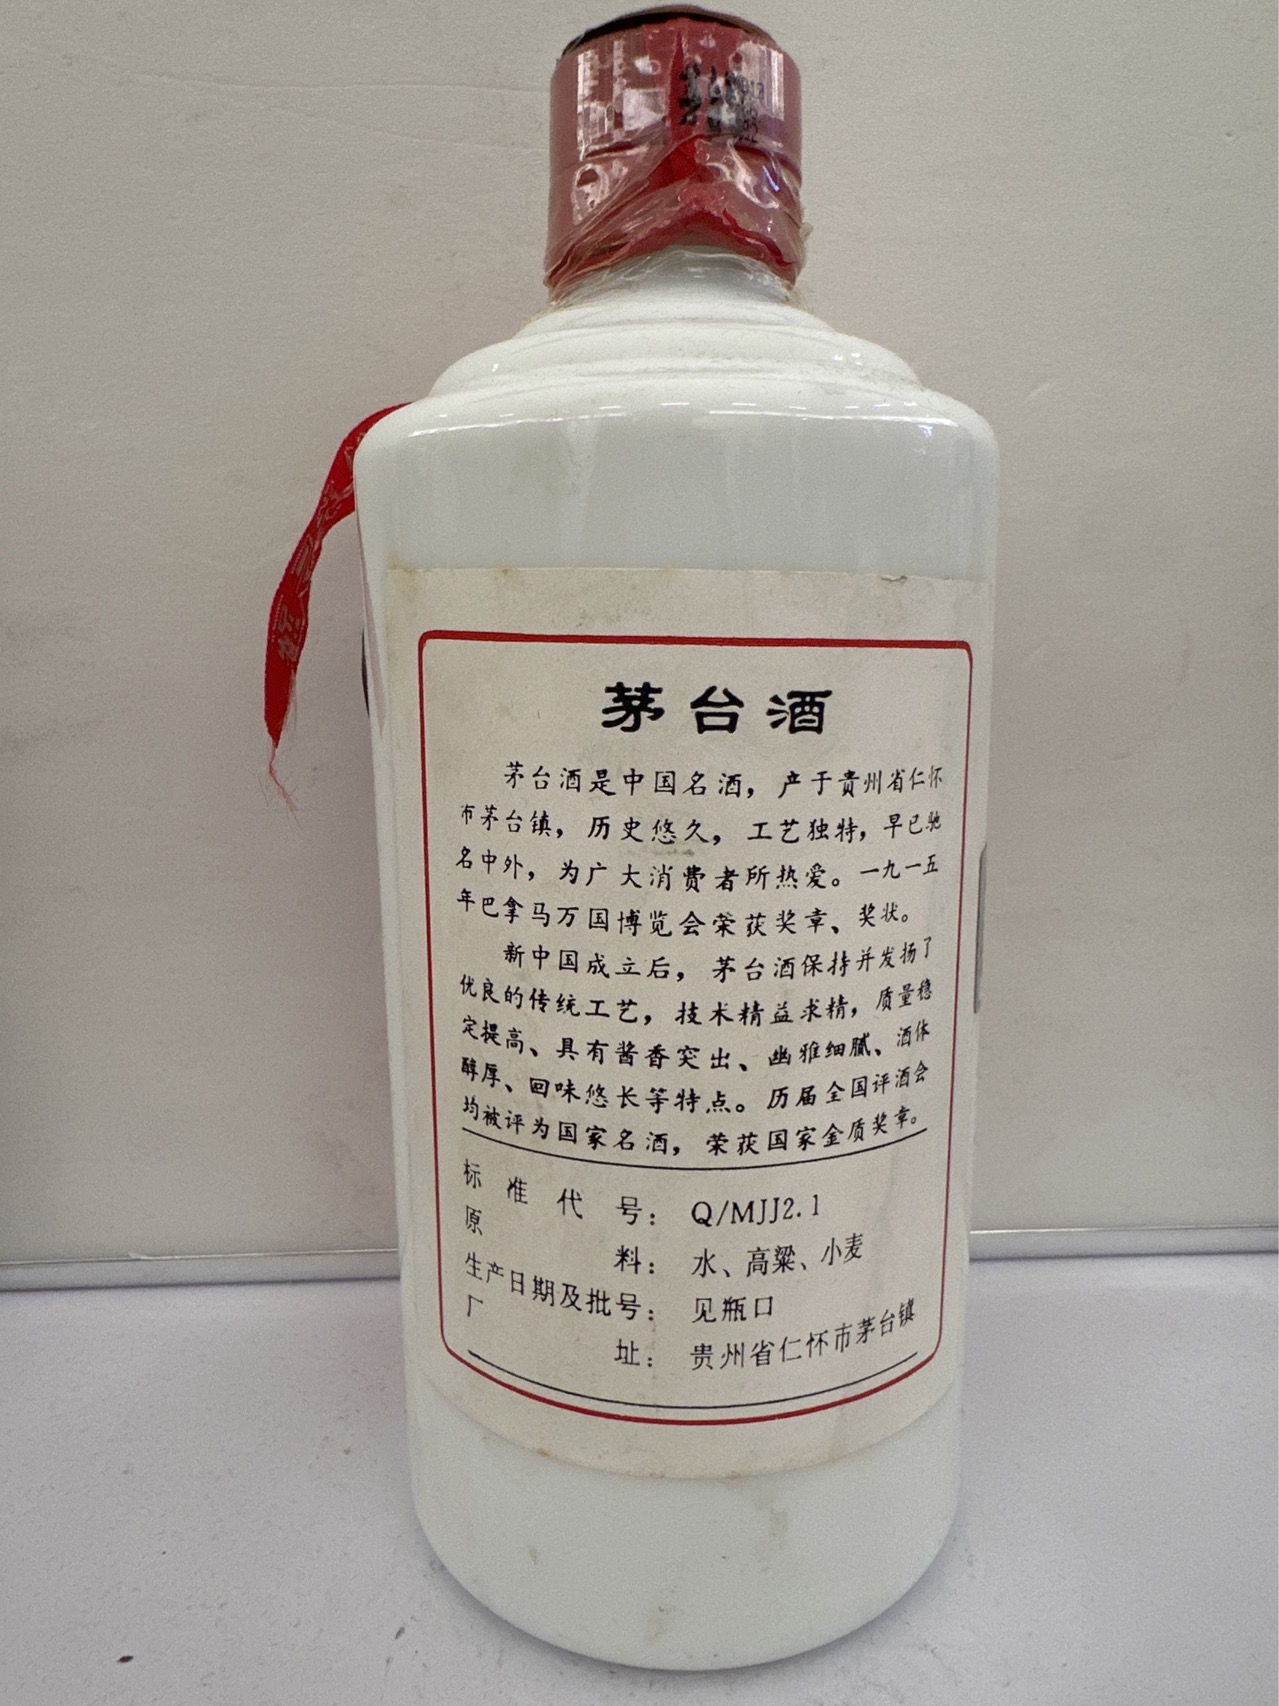 茅台酒
茅台酒是中国名酒，产于贵州省仁怀
市茅台镇，历史悠久，工艺独特，早已驰
名中外，为广大消费者所热爱。一九一五
年巴拿马万国博览会荣获奖章、奖状。
新中国成立后，茅台酒保持并发扬了
优良的传统工艺，技术精益求精，质量稳
定提高、具有酱香突出、幽雅细腻、酒体
醇厚、回味悠长等特点。历届全国评酒会
均被评为国家名酒，荣获国家金质奖章。
标准代号：Q/MJJ2.1
原料：水、高粱、小麦
生产日期及批号：见瓶口
厂址：贵州省仁怀市茅台镇